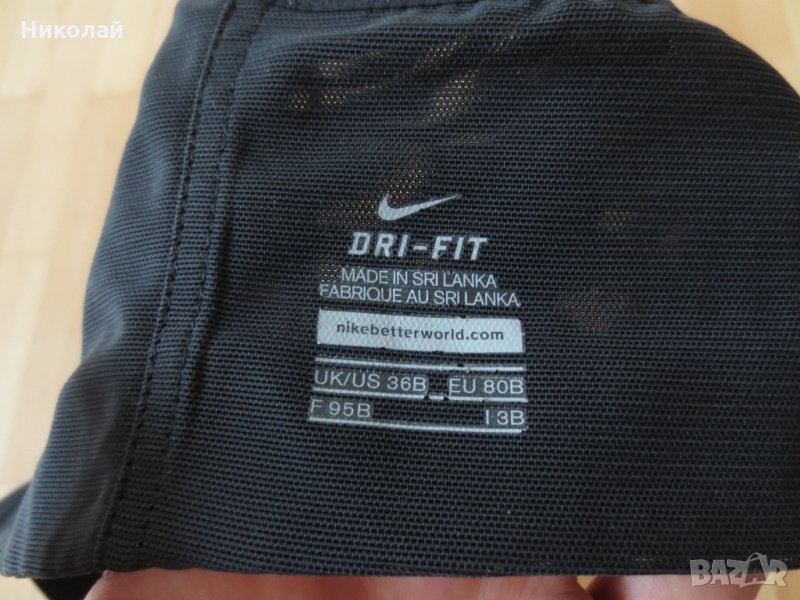 Николай
DRI-FIT
MADE IN SRI LANKA
FABRIQUE AU SRI LANKA
nikebetterworld.com
UK/US 36B EU 80B
F 95B I 3B
BAZAR